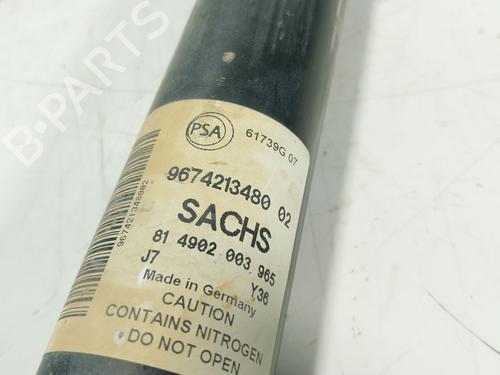 B-PARTS
PSA
61739G 07
9674213480 02
SACHS
81 4902 003 965
J7 Y36
Made in Germany
CAUTION
CONTAINS NITROGEN
DO NOT OPEN
967421348002